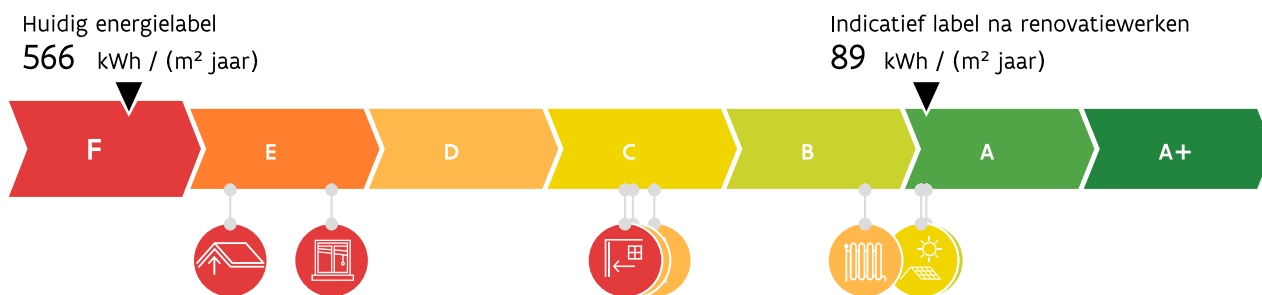 Huidig energielabel
566 kWh / (m² jaar)
Indicatief label na renovatiewerken
89 kWh / (m² jaar)
F E D C B A A+